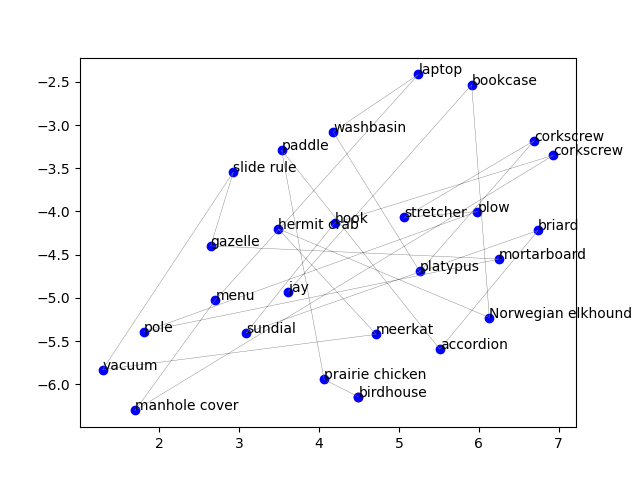 laptop
bookcase
−2.5
washbasin
−3.0
corkscrew
paddle
corkscrew
slide rule
−3.5
plow
−4.0
stretcher
hook
hermit crab
briard
gazelle
−4.5
mortarboard
platypus
jay
menu
−5.0
Norwegian elkhound
pole
sundial
meerkat
−5.5
accordion
vacuum
prairie chicken
−6.0
birdhouse
manhole cover
2 3 4 5 6 7